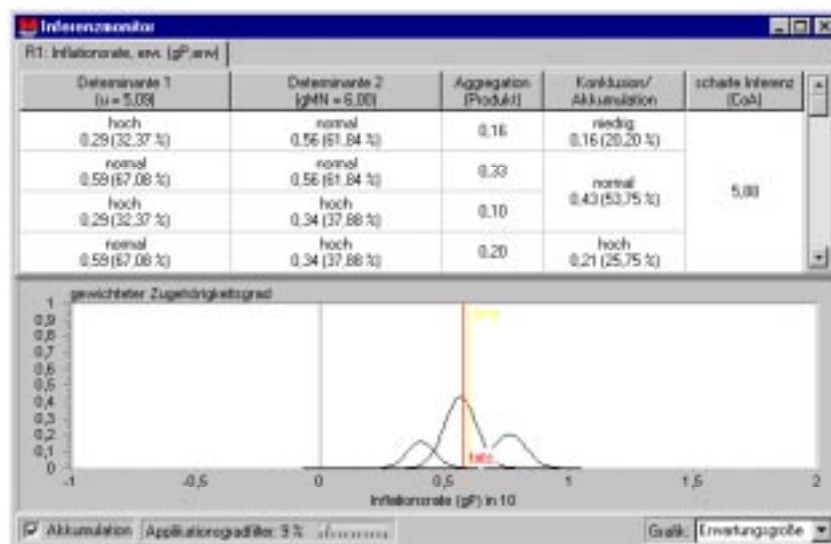 Inferenzmonitor
R1: Inflationsrate, erw. (gP,erw)
Determinante 1 (u = 5,09)
Determinante 2 (gMN = 6,00)
Aggregation (Produkt)
Konklusion/ Akkumulation
scharfe Inferenz (CoA)
hoch 0,29 (32,37 %)
normal 0,56 (61,84 %)
0,16
niedrig 0,16 (20,20 %)
normal 0,59 (67,08 %)
normal 0,56 (61,84 %)
0,33
normal 0,43 (53,75 %)
hoch 0,29 (32,37 %)
hoch 0,34 (37,88 %)
0,10
normal 0,59 (67,08 %)
hoch 0,34 (37,88 %)
0,20
hoch 0,21 (25,75 %)
gewichteter Zugehörigkeitsgrad
1
0,9
0,8
0,7
0,6
0,5
0,4
0,3
0,2
0,1
0
-1
-0,5
0
0,5
1
1,5
2
tats.
Inflationsrate (gP) in 10
Akkumulation
Applikationsgradfilter: 9 %
Grafik:
Erwartungsgröße